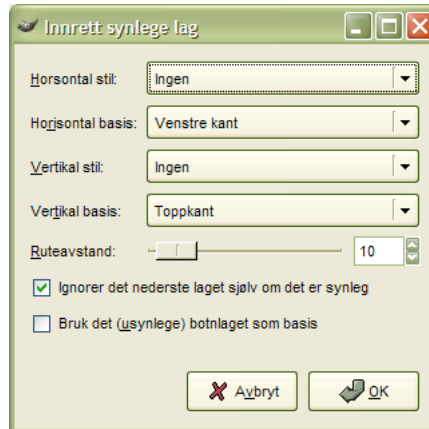 Innrett synlege lag
Horsontal stil: Ingen
Horisontal basis: Venstre kant
Vertikal stil: Ingen
Vertikal basis: Toppkant
Ruteavstand: 10
Ignorer det nederste laget sjølv om det er synleg
Bruk det (usynlege) botnlaget som basis
Avbryt OK